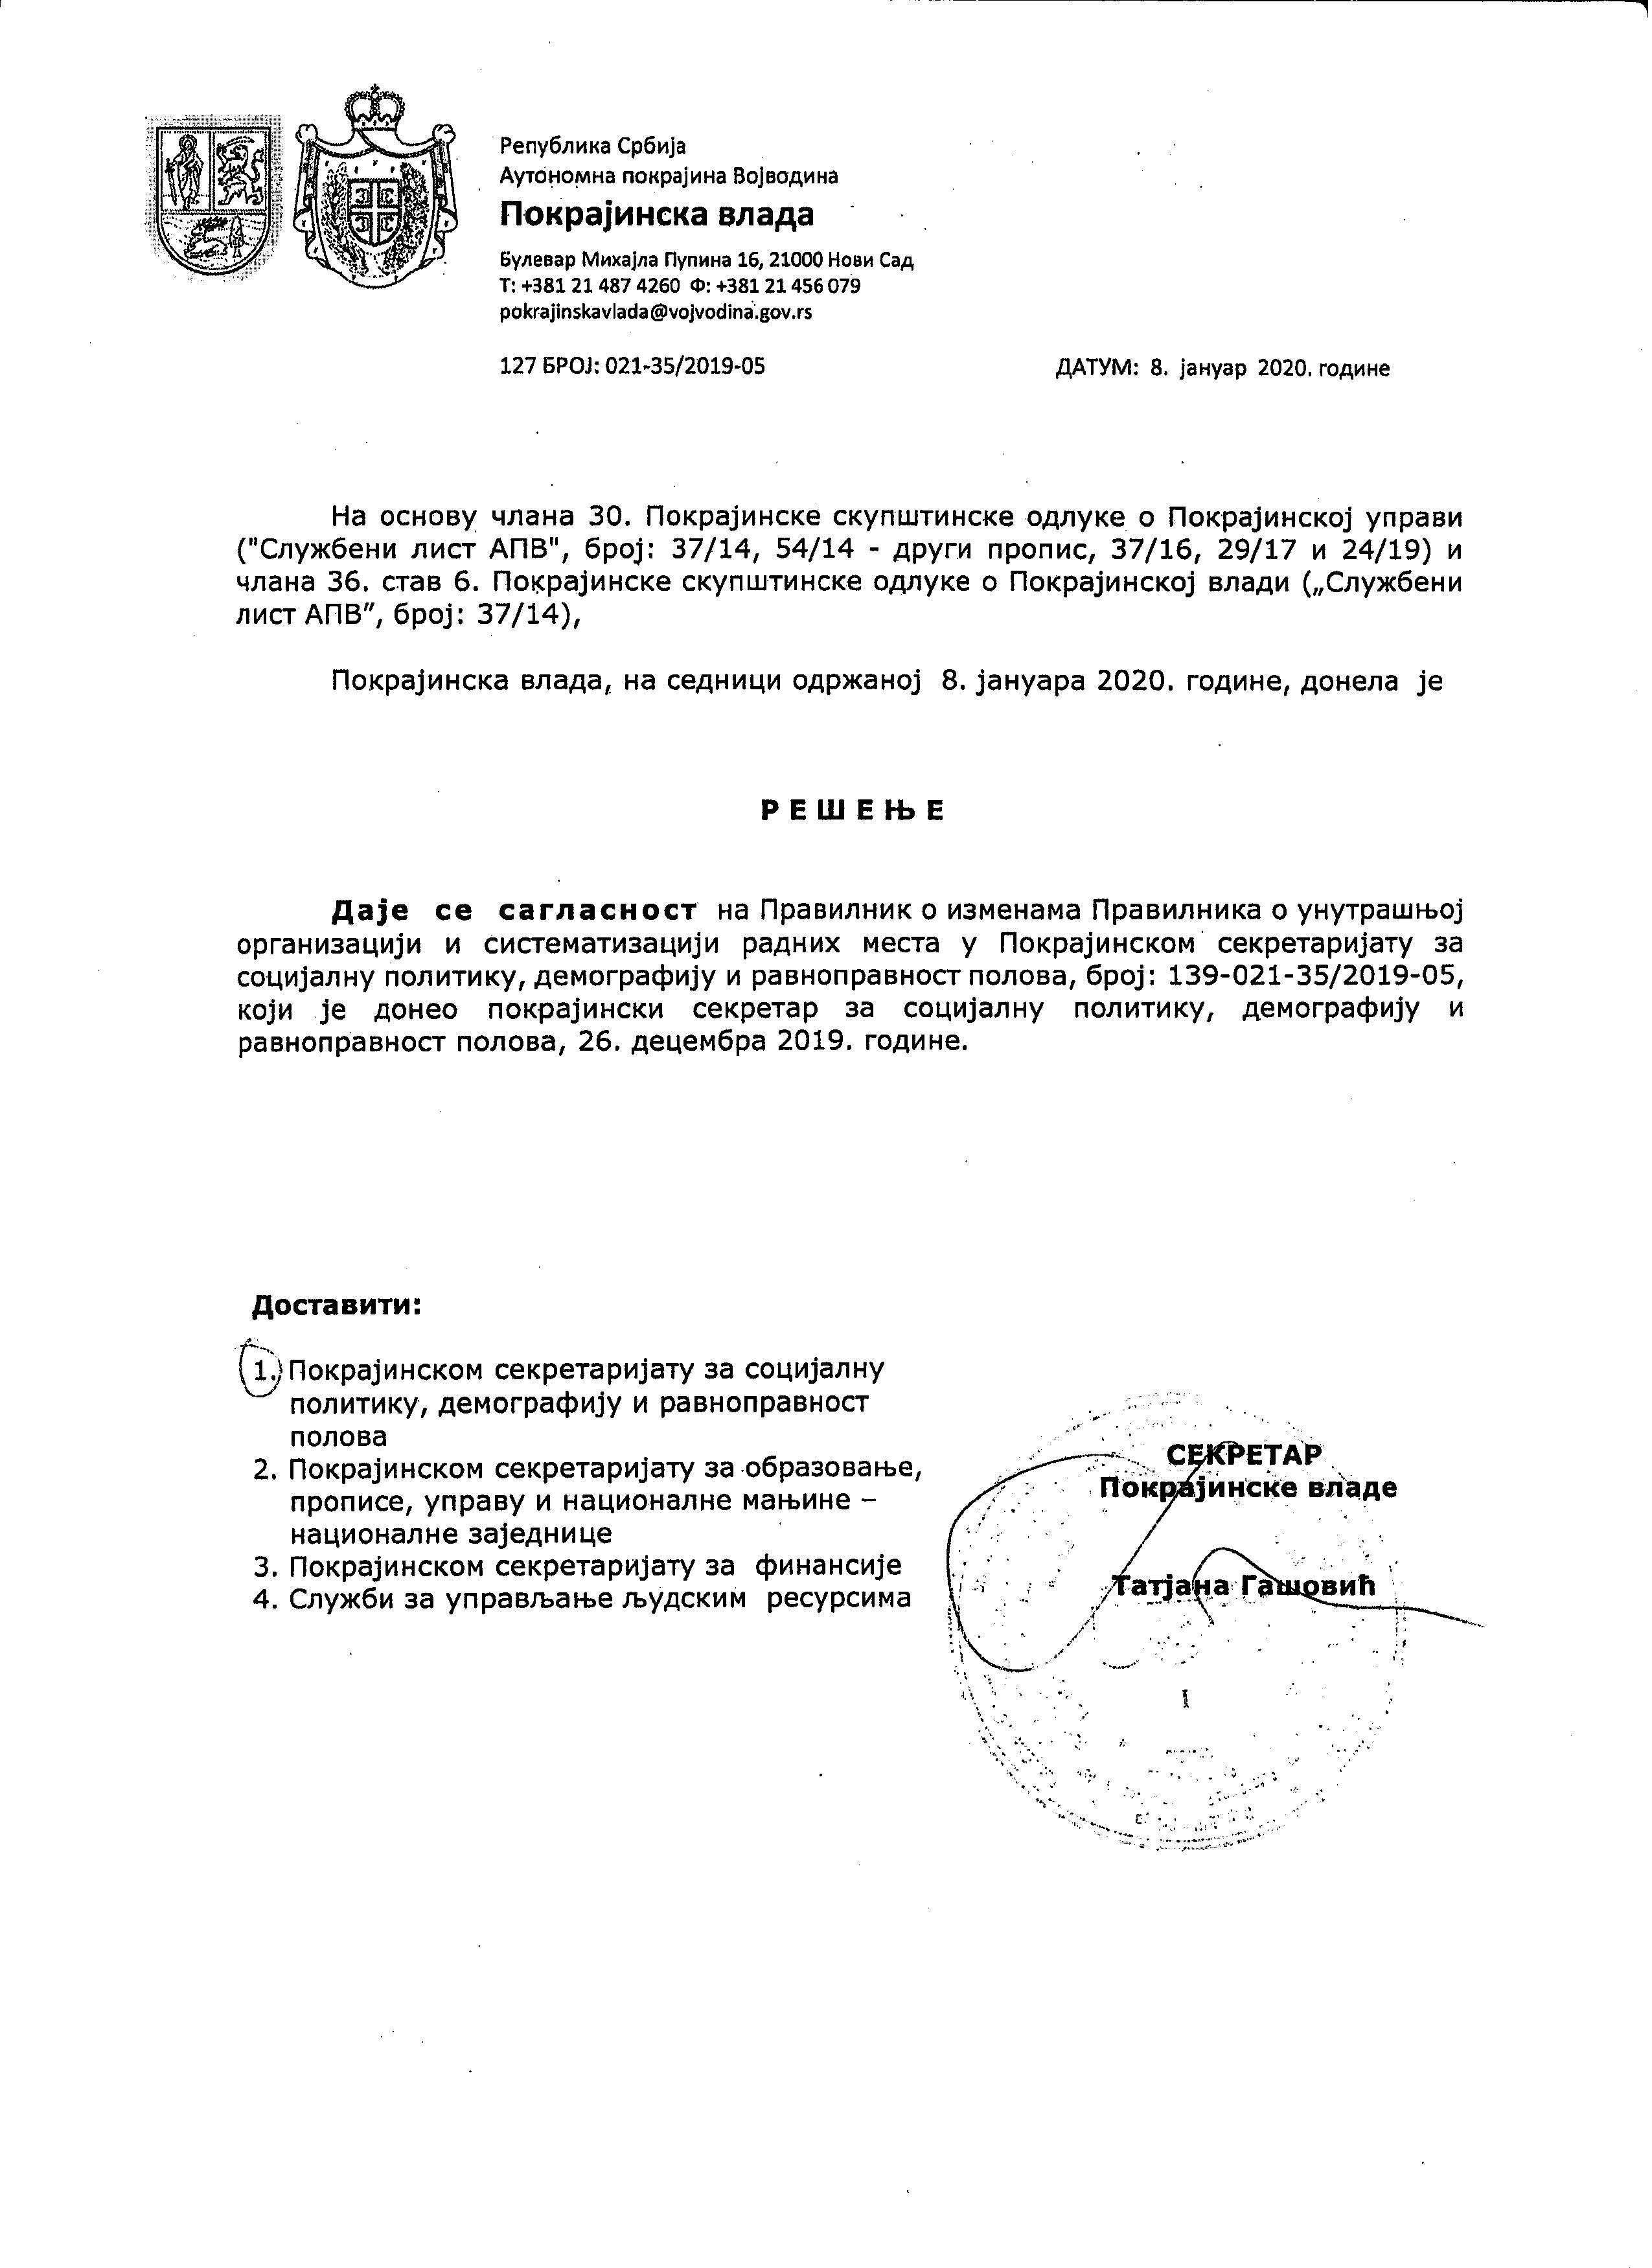 Република Србија
Аутономна покрајина Војводина
Покрајинска влада
Булевар Михајла Пупина 16, 21000 Нови Сад
Т: +381 21 487 4260 Ф: +381 21 456 079
pokrajinskavlada@vojvodina.gov.rs
127 БРОЈ: 021-35/2019-05 ДАТУМ: 8. јануар 2020. године
На основу члана 30. Покрајинске скупштинске одлуке о Покрајинској управи
("Службени лист АПВ", број: 37/14, 54/14 - други пропис, 37/16, 29/17 и 24/19) и
члана 36. став 6. Покрајинске скупштинске одлуке о Покрајинској влади („Службени
лист АПВ”, број: 37/14),
Покрајинска влада, на седници одржаној 8. јануара 2020. године, донела је
Р Е Ш Е Њ Е
Даје се сагласност на Правилник о изменама Правилника о унутрашњој
организацији и систематизацији радних места у Покрајинском секретаријату за
социјалну политику, демографију и равноправност полова, број: 139-021-35/2019-05,
који је донео покрајински секретар за социјалну политику, демографију и
равноправност полова, 26. децембра 2019. године.
Доставити:
1. Покрајинском секретаријату за социјалну
политику, демографију и равноправност
полова
2. Покрајинском секретаријату за образовање,
прописе, управу и националне мањине –
националне заједнице
3. Покрајинском секретаријату за финансије
4. Служби за управљање људским ресурсима
СЕКРЕТАР
Покрајинске владе
Татјана Гашовић
I